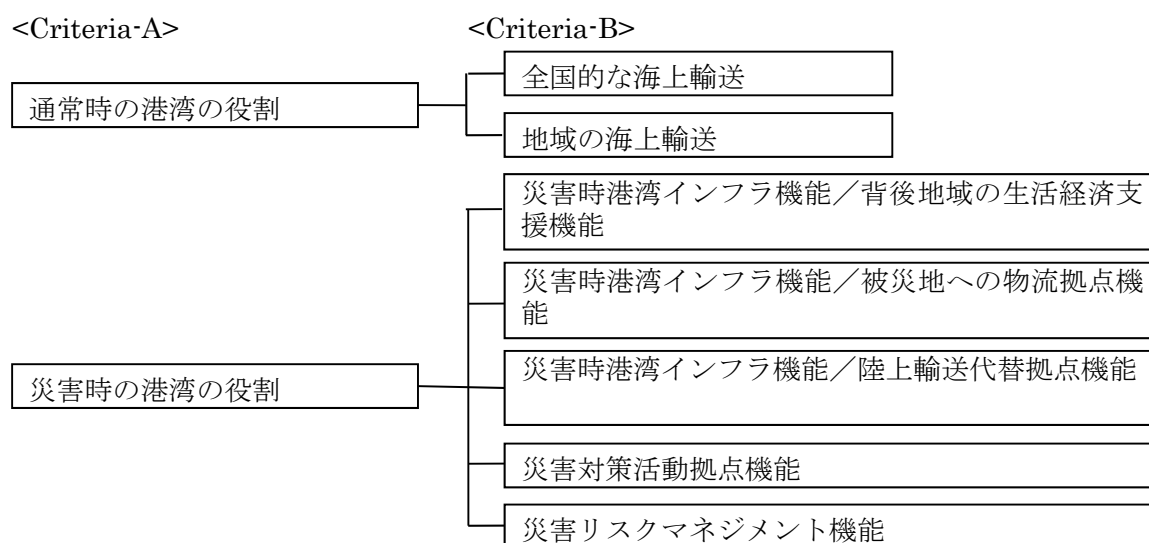 <Criteria-A>
<Criteria-B>
通常時の港湾の役割
全国的な海上輸送
地域の海上輸送
災害時の港湾の役割
災害時港湾インフラ機能／背後地域の生活経済支
援機能
災害時港湾インフラ機能／被災地への物流拠点機
能
災害時港湾インフラ機能／陸上輸送代替拠点機能
災害対策活動拠点機能
災害リスクマネジメント機能